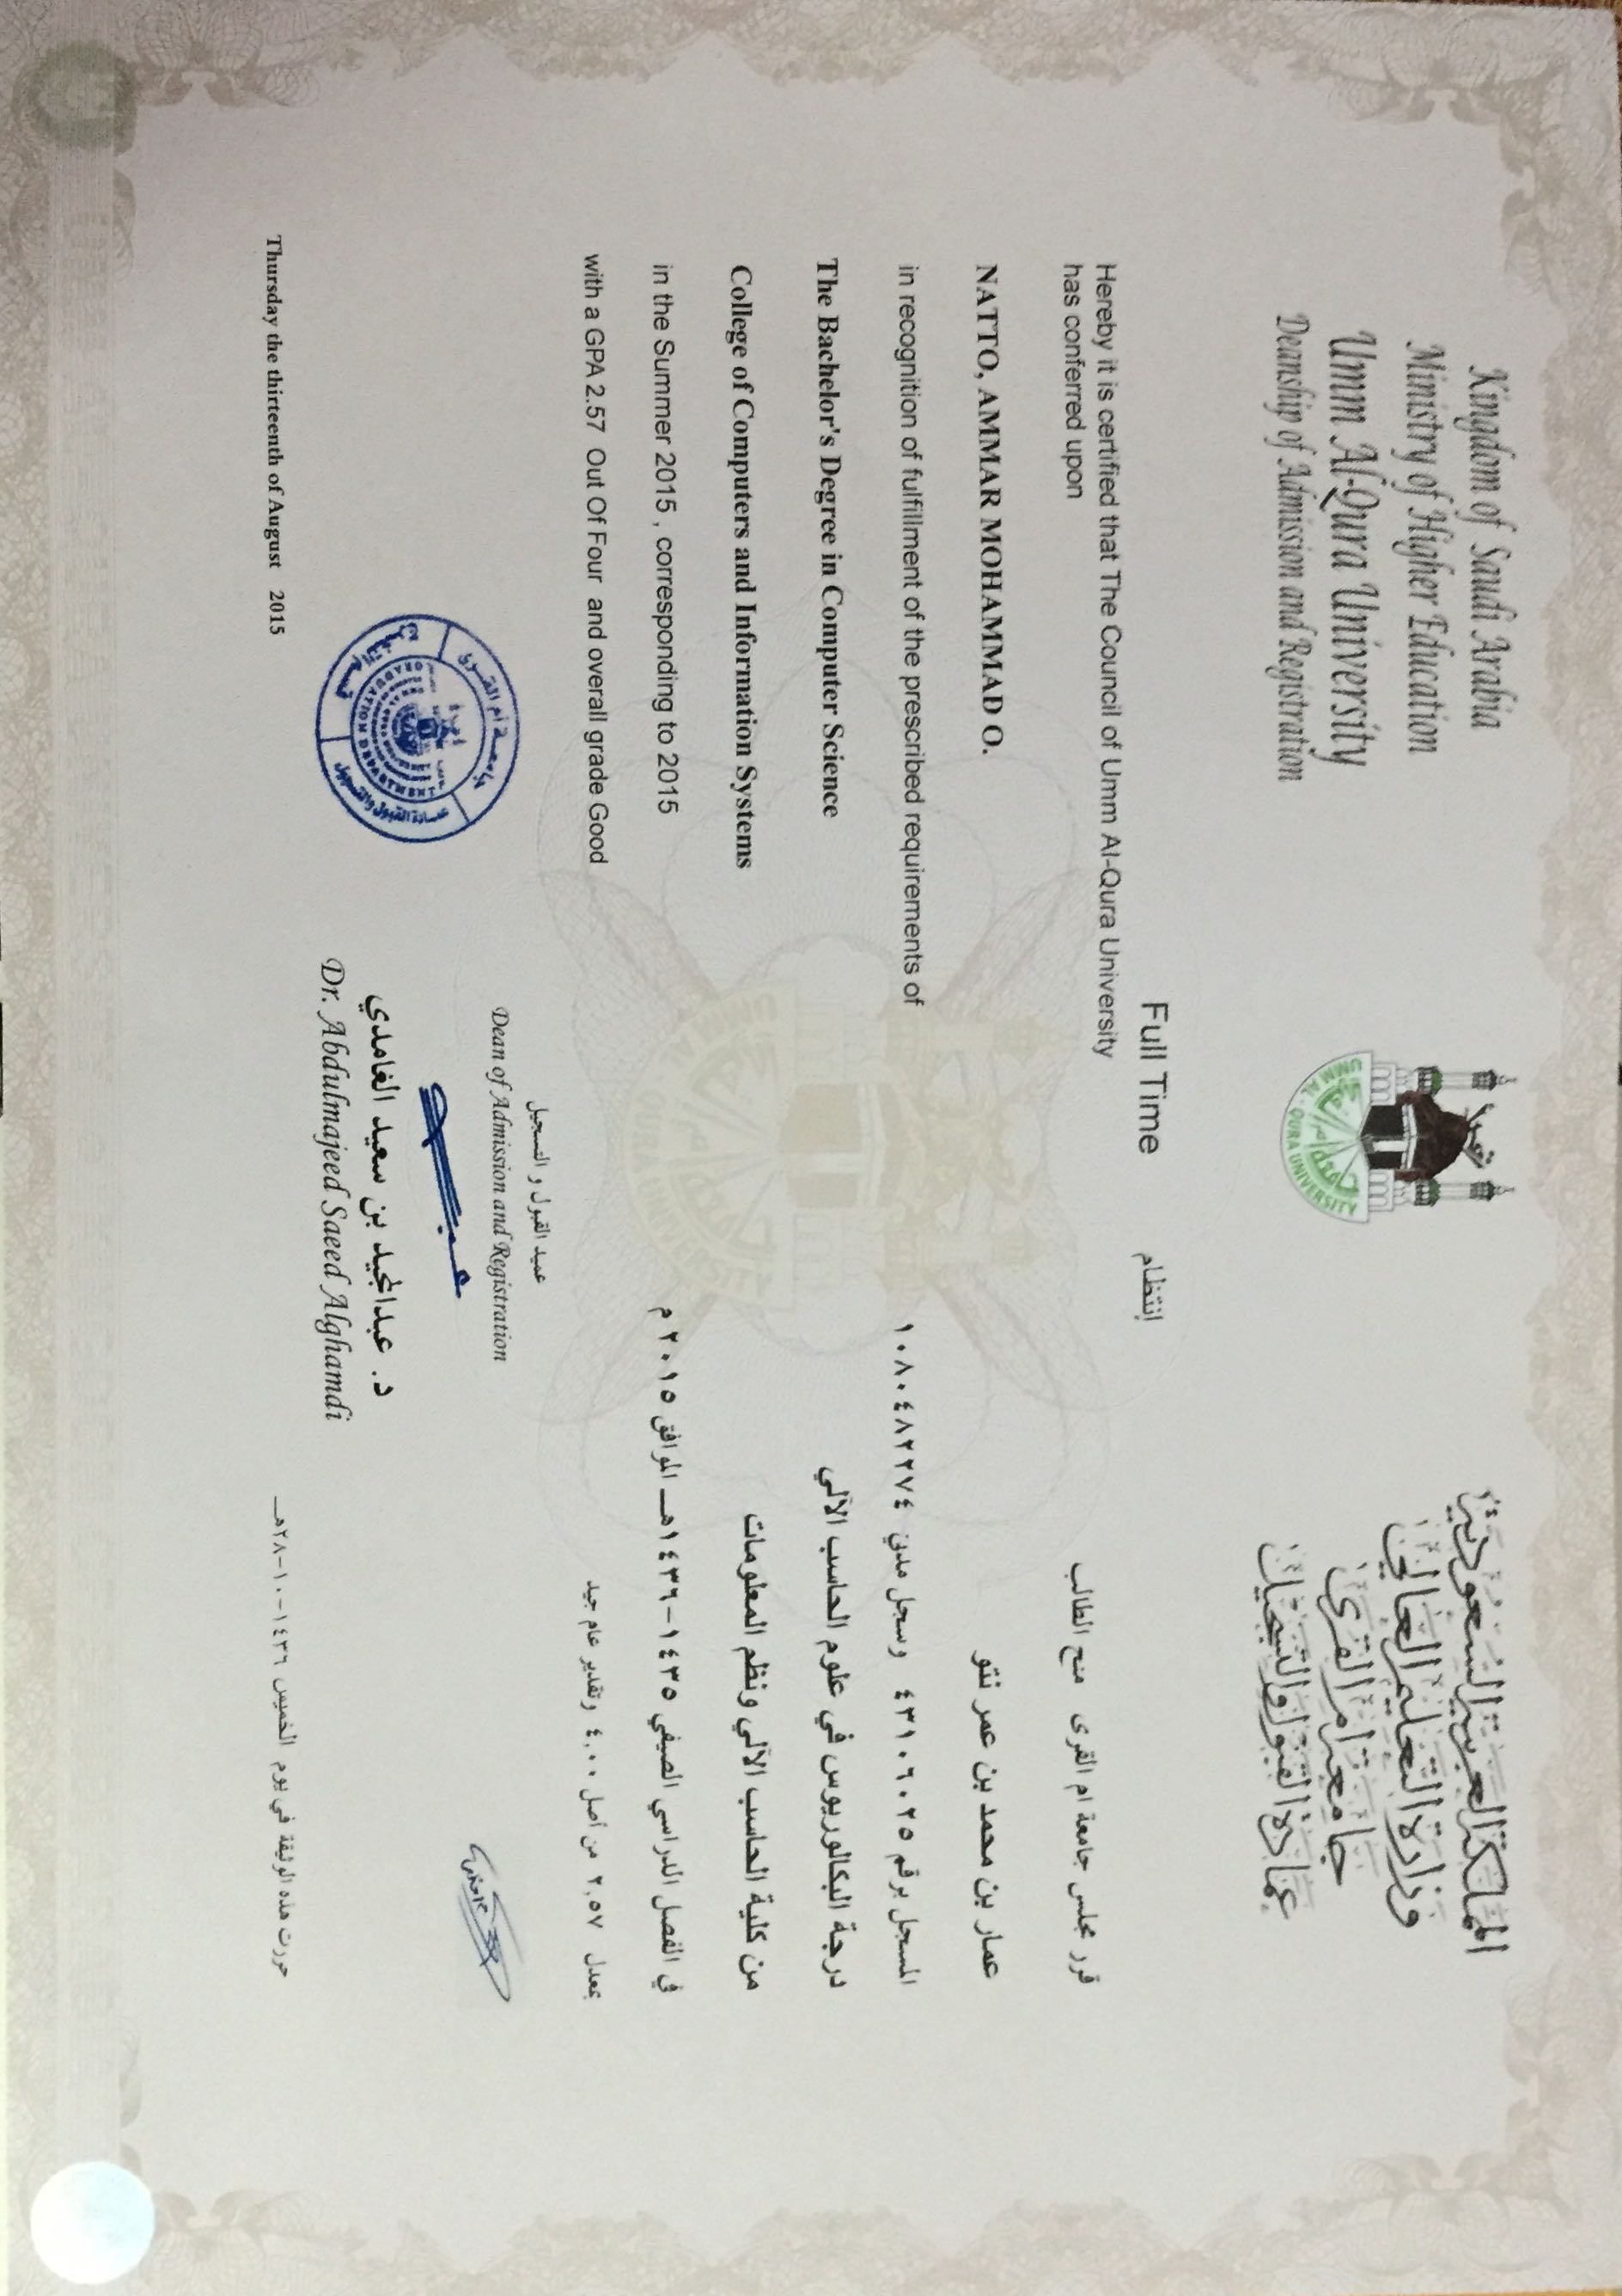 Kingdom of Saudi Arabia
Ministry of Higher Education
Umm Al-Qura University
Deanship of Admission and Registration
المملكة العربية السعودية
وزارة التعليم العالي
جامعة أم القرى
عمادة القبول والتسجيل
UMM AL-QURA UNIVERSITY
Full Time
إنتظام
Hereby it is certified that The Council of Umm Al-Qura University
has conferred upon
NATTO, AMMAR MOHAMMAD O.
in recognition of fulfillment of the prescribed requirements of
The Bachelor's Degree in Computer Science
College of Computers and Information Systems
in the Summer 2015 , corresponding to 2015
with a GPA 2.57 Out Of Four and overall grade Good
قرر مجلس جامعة ام القرى منح الطالب
عمار بن محمد بن عمر نتو
المسجل برقم ٤٣١٠٦٠٢٥ وسجل مدني ١٠٨٠٤٨٢٢٧٤
درجة البكالوريوس في علوم الحاسب الآلي
من كلية الحاسب الآلي ونظم المعلومات
في الفصل الدراسي الصيفي ١٤٣٥-١٤٣٦هـ الموافق ٢٠١٥ م
بمعدل ٢,٥٧ من أصل ٤,٠٠ وتقدير عام جيد
عميد القبول و التسجيل
Dean of Admission and Registration
د. عبدالمجيد بن سعيد الغامدي
Dr. Abdulmajeed Saeed Alghamdi
جامعة أم القرى
عمادة القبول والتسجيل
GRADUATION DEPARTMENT
Thursday the thirteenth of August 2015
حررت هذه الوثيقة في يوم الخميس ١٤٣٦-١٠-٢٨هـ